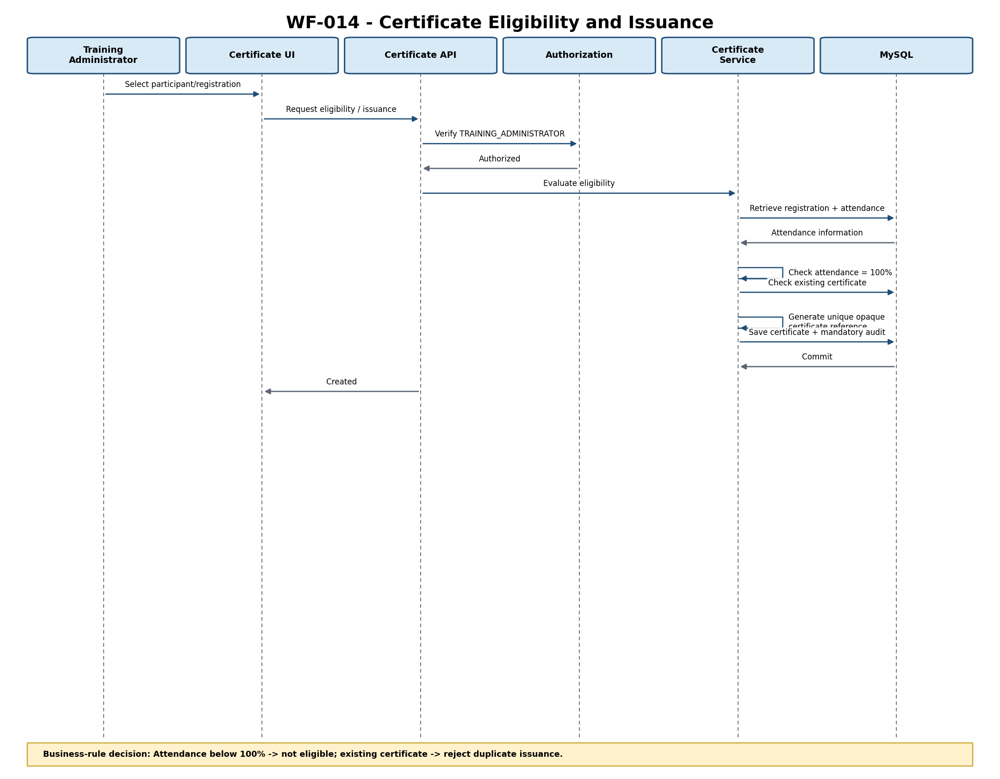 WF-014 - Certificate Eligibility and Issuance
Training
Administrator
Certificate UI
Certificate API
Authorization
Certificate
Service
MySQL
Select participant/registration
Request eligibility / issuance
Verify TRAINING_ADMINISTRATOR
Authorized
Evaluate eligibility
Retrieve registration + attendance
Attendance information
Check attendance = 100%
Check existing certificate
Generate unique opaque
certificate reference
Save certificate + mandatory audit
Commit
Created
Business-rule decision: Attendance below 100% -> not eligible; existing certificate -> reject duplicate issuance.